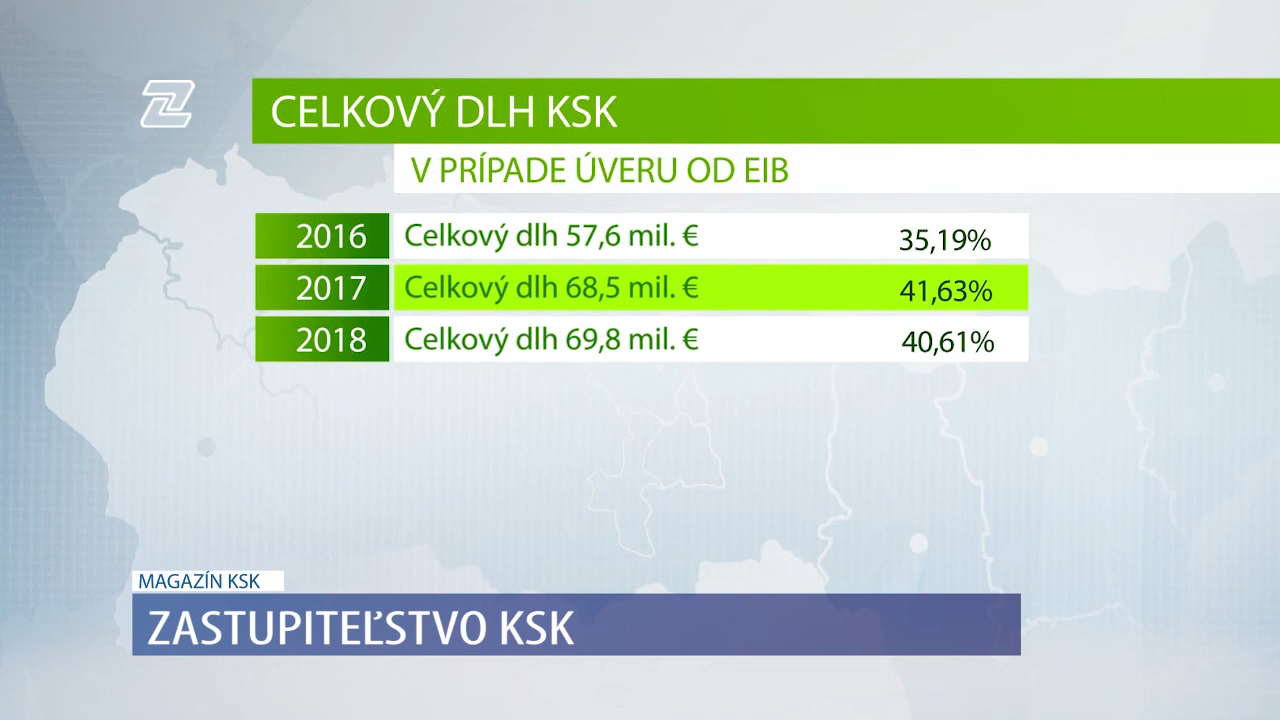 CELKOVÝ DLH KSK
V PRÍPADE ÚVERU OD EIB
2016 Celkový dlh 57,6 mil. € 35,19%
2017 Celkový dlh 68,5 mil. € 41,63%
2018 Celkový dlh 69,8 mil. € 40,61%
MAGAZÍN KSK
ZASTUPITEĽSTVO KSK